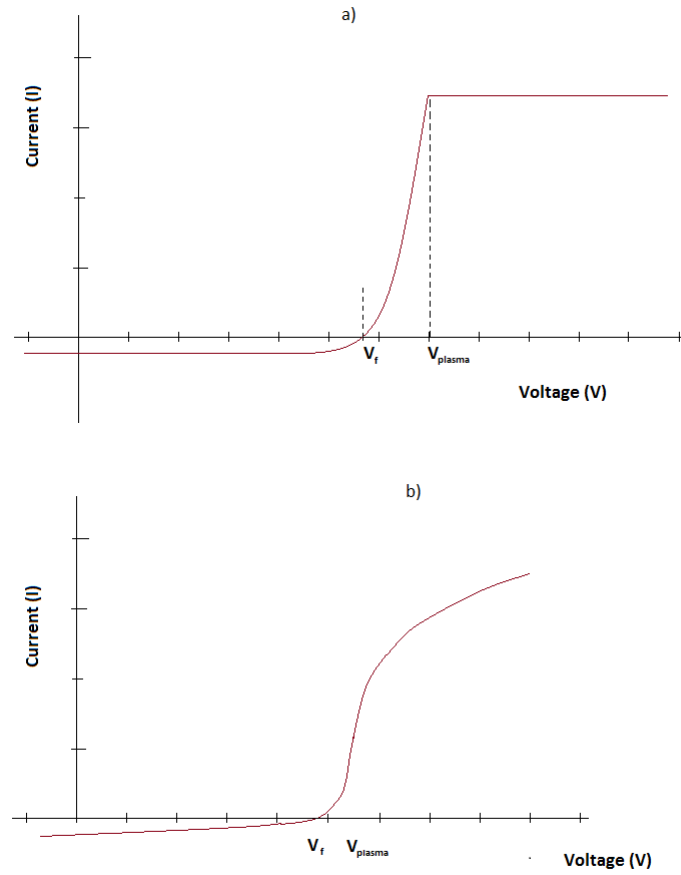 a)
Current (I)
Vf
Vplasma
Voltage (V)
b)
Current (I)
Vf
Vplasma
Voltage (V)